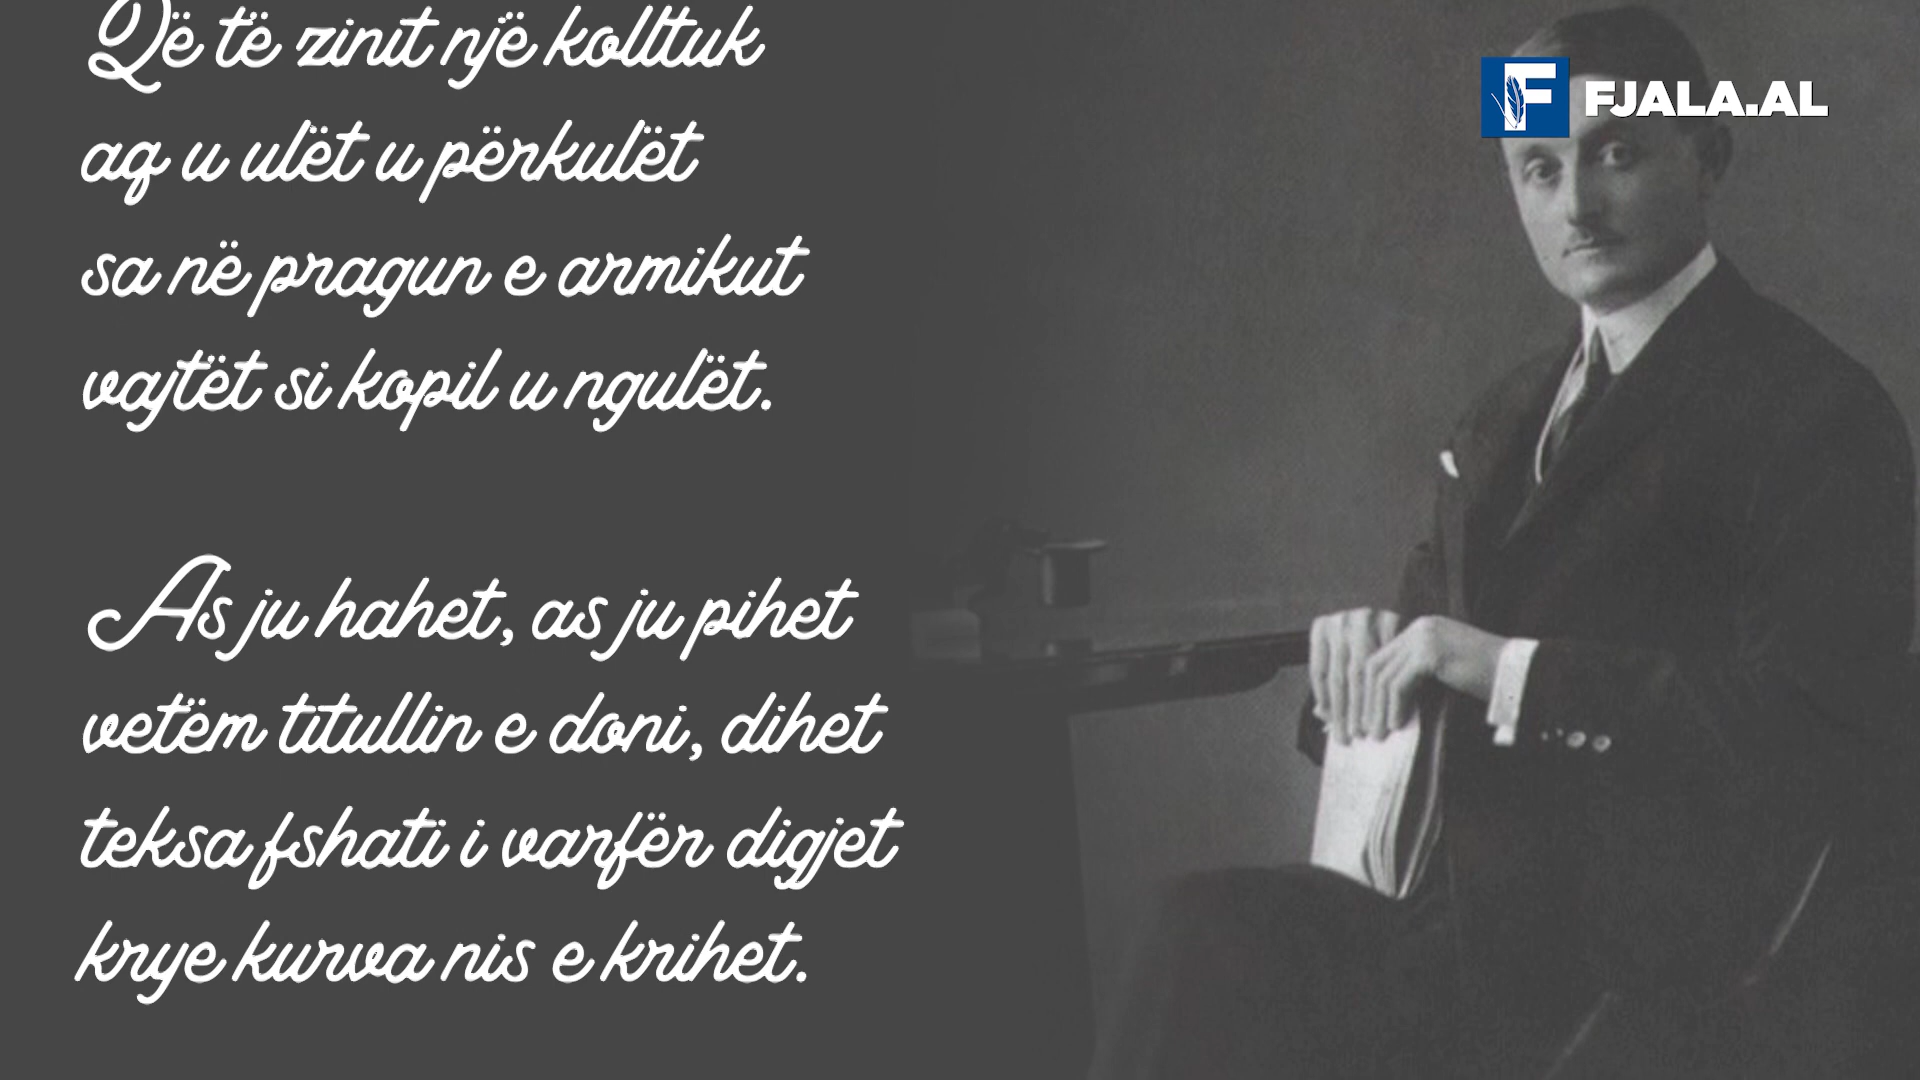 Që të zinit një kolltuk
aq u ulët u përkulët
sa në pragun e armikut
vajtët si kopil u ngulët.
As ju hahet, as ju pihet
vetëm titullin e doni, dihet
teksa fshati i varfër digjet
krye kurva nis e krihet.
F FJALA.AL